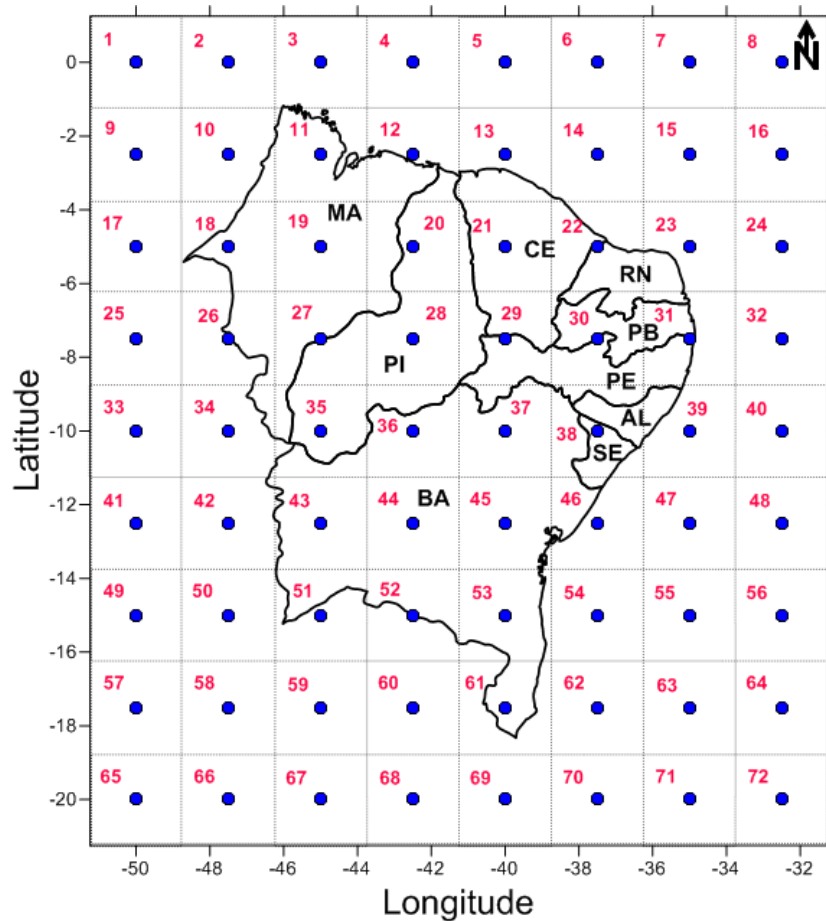 1 2 3 4 5 6 7 8
N
0
9 10 11 12 13 14 15 16
-2
MA
-4
17 18 19 20 21 22 23 24
CE
RN
-6
25 26 27 28 29 30 31 32
PB
-8
PI
PE
33 34 35 36 37 38 39 40
AL
-10
SE
-12
41 42 43 44 45 46 47 48
BA
-14
49 50 51 52 53 54 55 56
-16
57 58 59 60 61 62 63 64
-18
65 66 67 68 69 70 71 72
-20
Latitude
-50 -48 -46 -44 -42 -40 -38 -36 -34 -32
Longitude